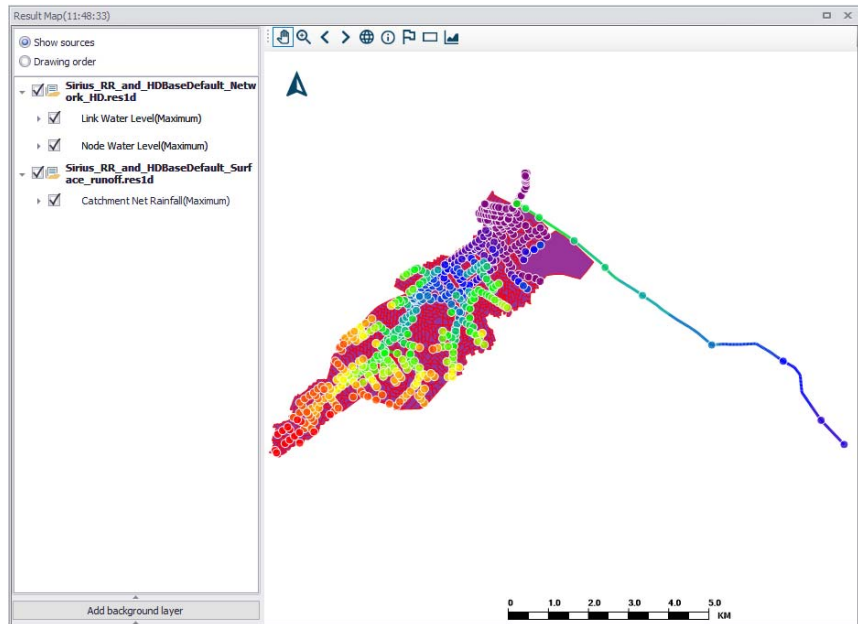 Result Map(11:48:33)
Show sources
Drawing order
Sirius_RR_and_HDBaseDefault_Netw
ork_HD.res1d
Link Water Level(Maximum)
Node Water Level(Maximum)
Sirius_RR_and_HDBaseDefault_Surf
ace_runoff.res1d
Catchment Net Rainfall(Maximum)
Add background layer
0 1.0 2.0 3.0 4.0 5.0
KM